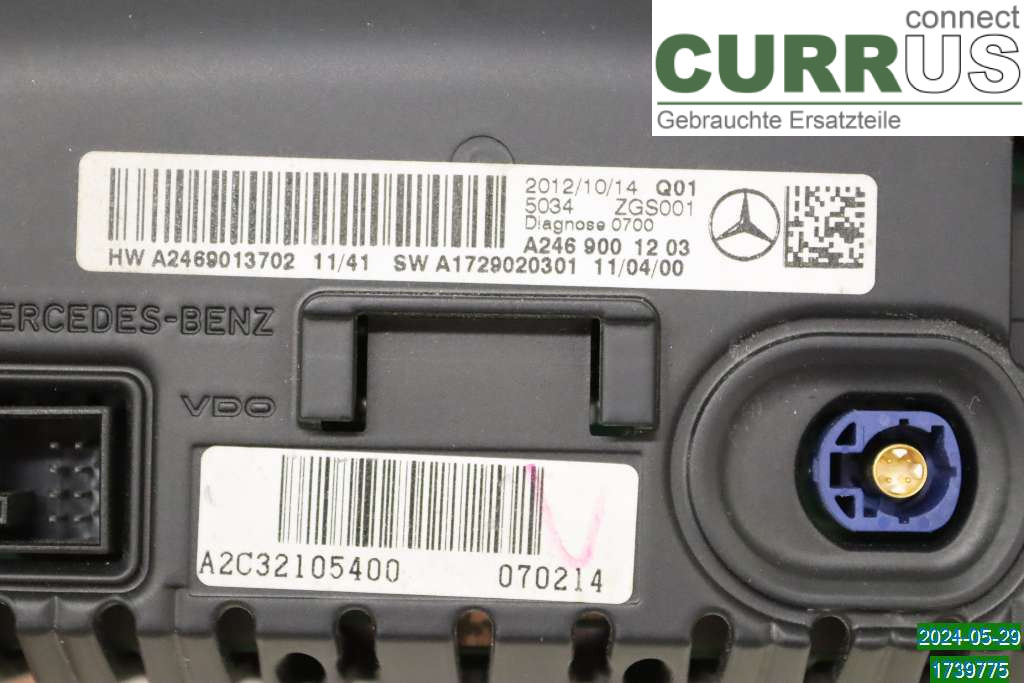 connect
CURRUS
Gebrauchte Ersatzteile
2012/10/14 Q01
5034 ZGS001
Diagnose 0700
A246 900 12 03
HW A2469013702 11/41 SW A1729020301 11/04/00
ERCEDES-BENZ
VDO
A2C32105400 070214
2024-05-29
1739775